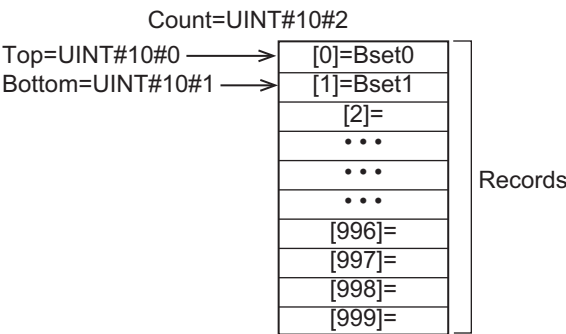 Count=UINT#10#2
Top=UINT#10#0
[0]=Bset0
Bottom=UINT#10#1
[1]=Bset1
[2]=
•••
•••
•••
Records
[996]=
[997]=
[998]=
[999]=